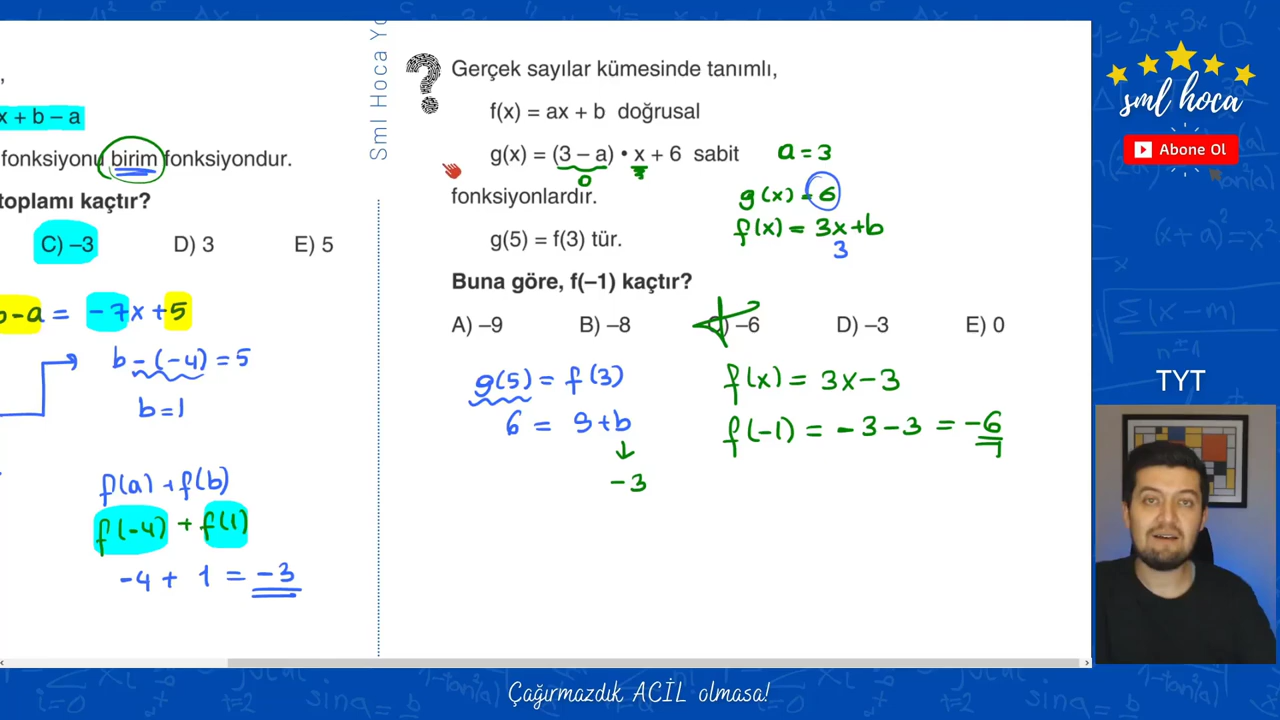 x + b – a
fonksiyonu birim fonksiyondur.
toplamı kaçtır?
C) –3 D) 3 E) 5
b-a = -7x+5
b-(-4)=5
b=1
f(a)+f(b)
f(-4) + f(1)
-4 + 1 = -3
Sml Hoca Yo
Gerçek sayılar kümesinde tanımlı,
f(x) = ax + b doğrusal
g(x) = (3 – a) • x + 6 sabit
0
a=3
g(x)=6
fonksiyonlardır.
f(x) = 3x+b
3
g(5) = f(3) tür.
Buna göre, f(–1) kaçtır?
A) –9 B) –8 C) –6 D) –3 E) 0
g(5) = f(3)
6 = 9+b
-3
f(x) = 3x-3
f(-1) = -3-3 = -6
sml hoca
Abone Ol
TYT
Çağırmazdık ACİL olmasa!